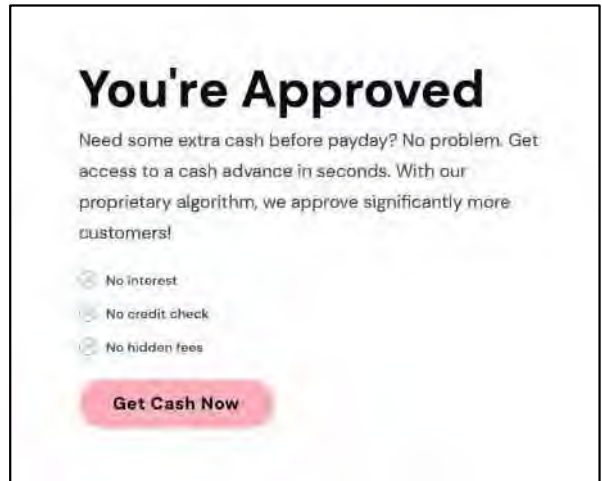 You're Approved
Need some extra cash before payday? No problem. Get
access to a cash advance in seconds. With our
proprietary algorithm, we approve significantly more
customers!
No interest
No credit check
No hidden fees
Get Cash Now